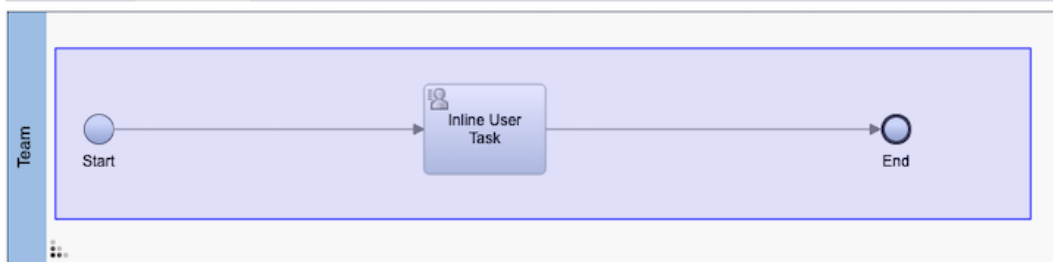 Team
Start
Inline User
Task
End